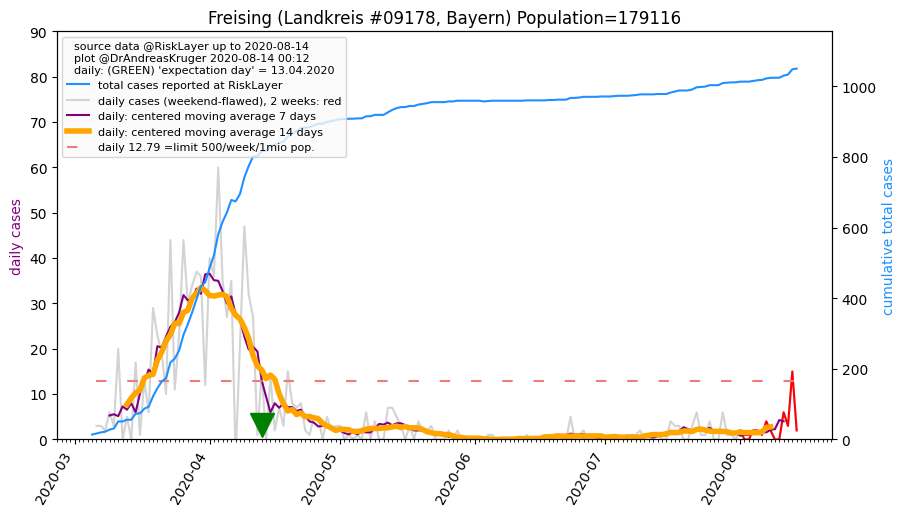 Freising (Landkreis #09178, Bayern) Population=179116
source data @RiskLayer up to 2020-08-14
plot @DrAndreasKruger 2020-08-14 00:12
daily: (GREEN) 'expectation day' = 13.04.2020
total cases reported at RiskLayer
daily cases (weekend-flawed), 2 weeks: red
daily: centered moving average 7 days
daily: centered moving average 14 days
daily 12.79 =limit 500/week/1mio pop.
daily cases
90
80
70
60
50
40
30
20
10
0
cumulative total cases
1000
800
600
400
200
0
2020-03
2020-04
2020-05
2020-06
2020-07
2020-08